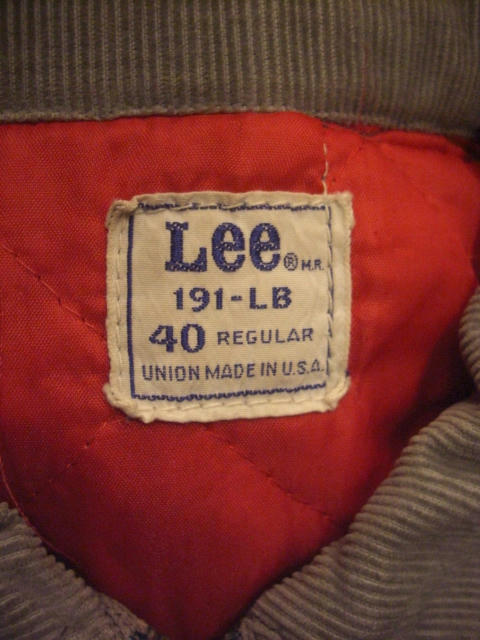 Lee ® M.R.
191-LB
40 REGULAR
UNION MADE IN U.S.A.